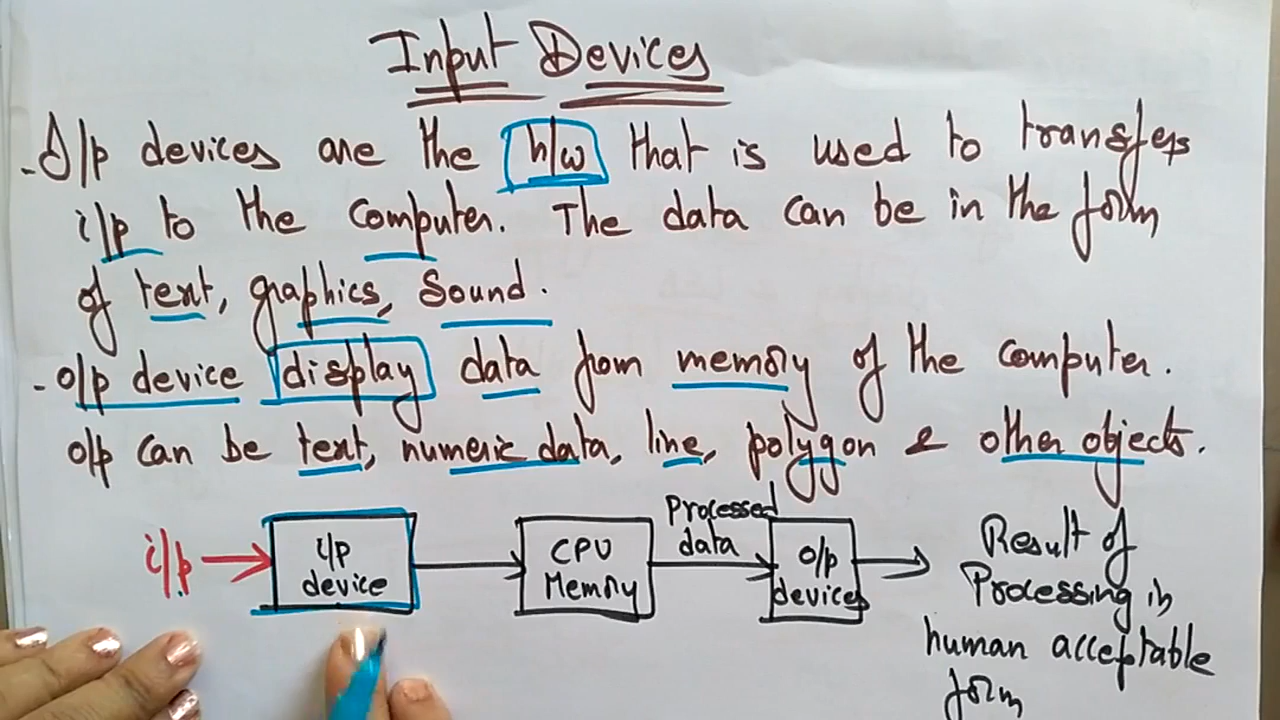 Input Devices
- I/p devices are the h/w that is used to transfers
i/p to the computer. The data can be in the form
of text, graphics, sound.
- o/p device display data from memory of the computer.
o/p can be text, numeric data, line, polygon & other objects.
i/p
i/p
device
CPU
Memory
Processed
data
o/p
devices
Result of
Processing in
human acceptable
form